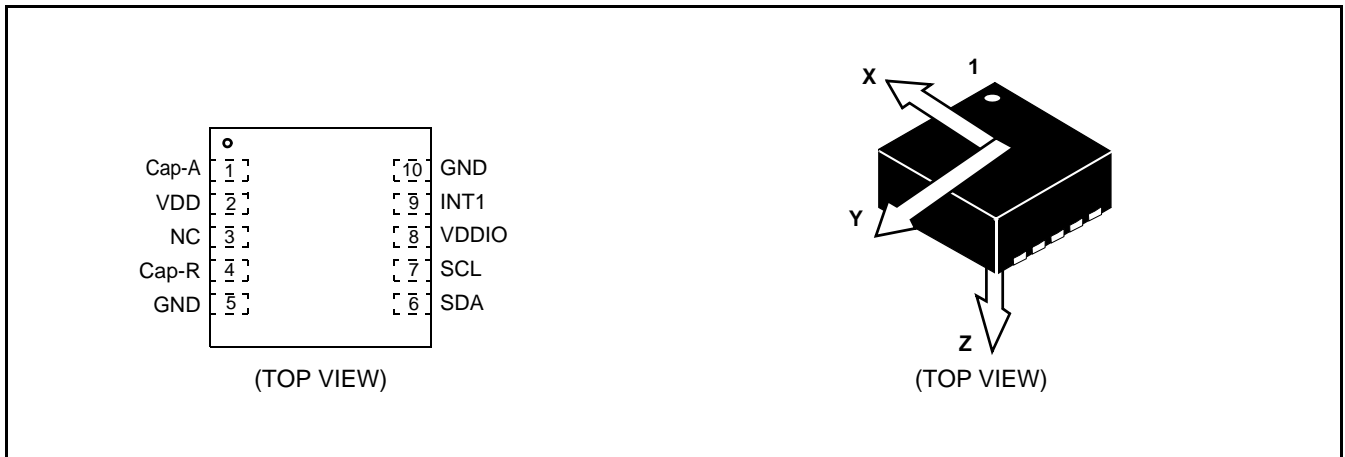 Cap-A 1 10 GND
VDD 2 9 INT1
NC 3 8 VDDIO
Cap-R 4 7 SCL
GND 5 6 SDA
(TOP VIEW)
1
X
Y
Z
(TOP VIEW)